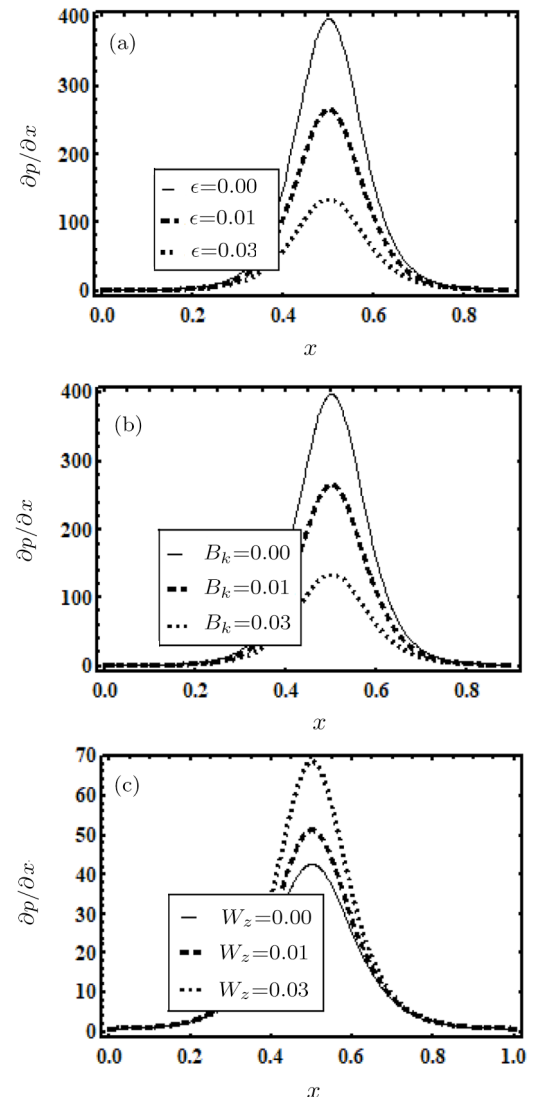 (a)
∂p/∂x
400
300
200
100
0
ϵ=0.00
ϵ=0.01
ϵ=0.03
0.0 0.2 0.4 0.6 0.8
x
(b)
∂p/∂x
400
300
200
100
0
B_k=0.00
B_k=0.01
B_k=0.03
0.0 0.2 0.4 0.6 0.8
x
(c)
∂p/∂x
70
60
50
40
30
20
10
0
W_z=0.00
W_z=0.01
W_z=0.03
0.0 0.2 0.4 0.6 0.8 1.0
x